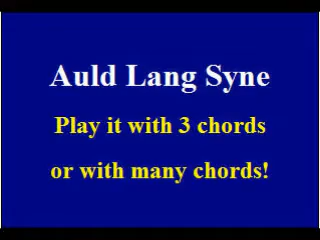 Auld Lang Syne
Play it with 3 chords
or with many chords!